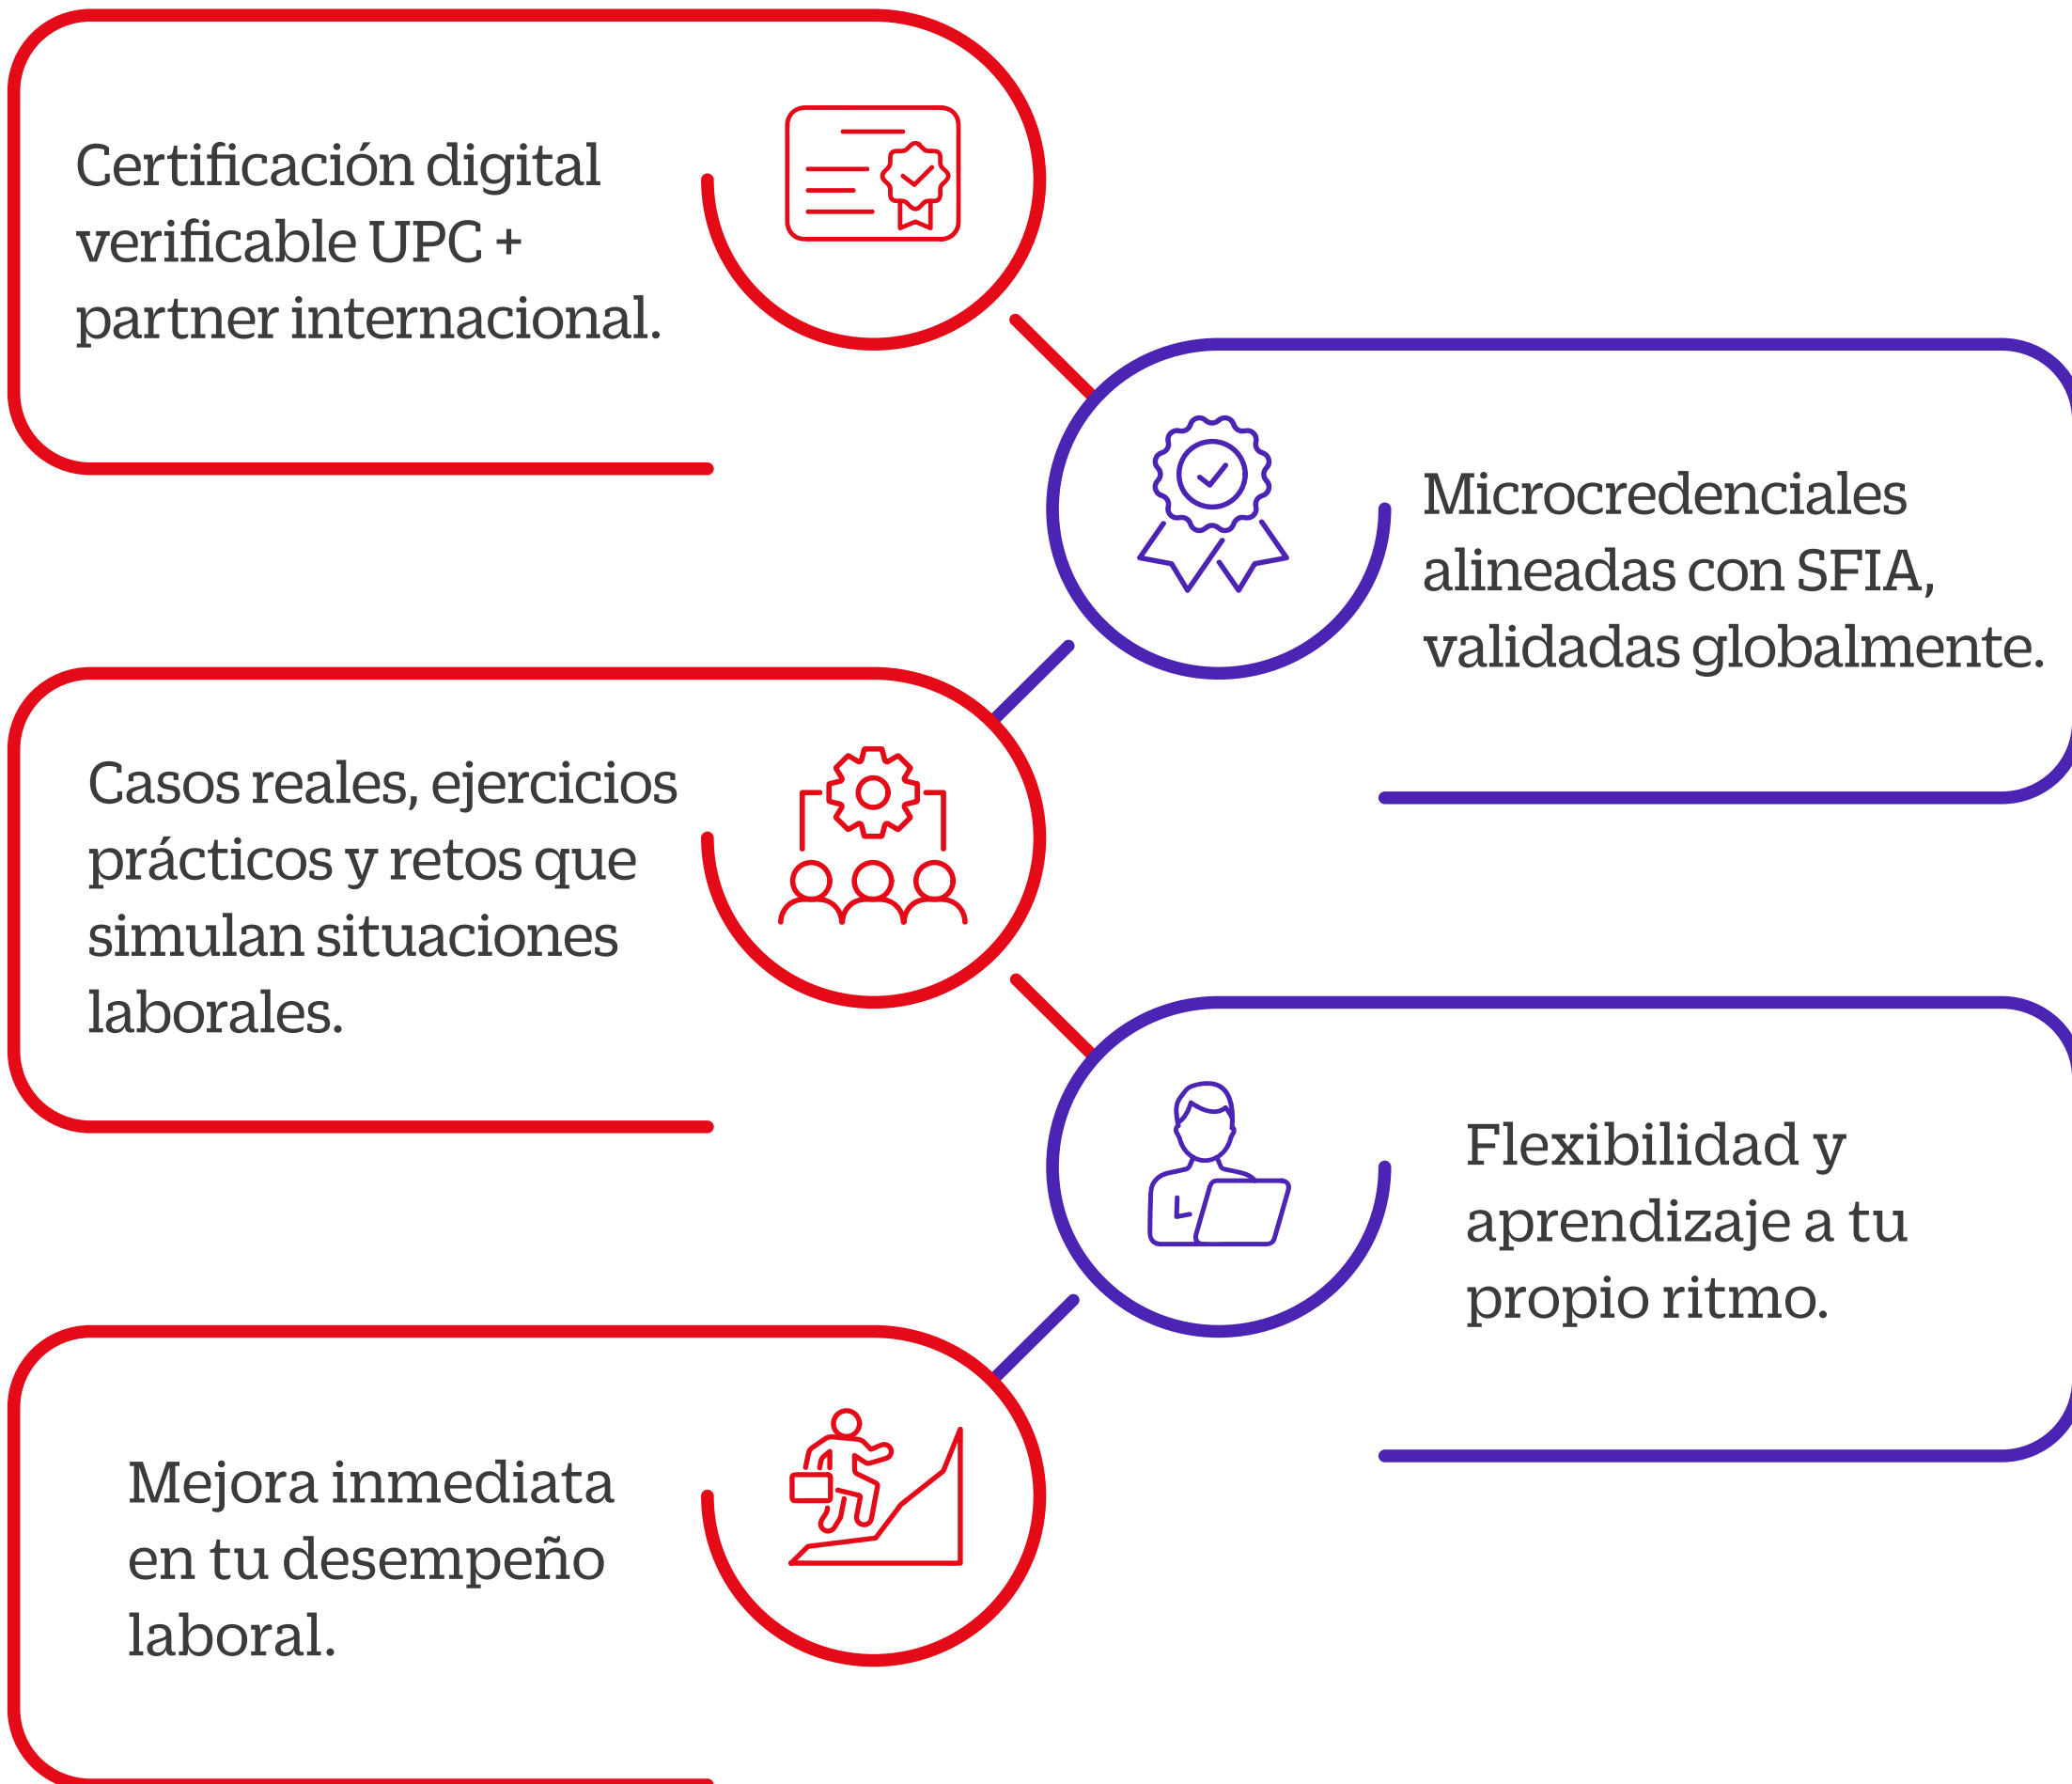 Certificación digital
verificable UPC +
partner internacional.
Microcredenciales
alineadas con SFIA,
validadas globalmente.
Casos reales, ejercicios
prácticos y retos que
simulan situaciones
laborales.
Flexibilidad y
aprendizaje a tu
propio ritmo.
Mejora inmediata
en tu desempeño
laboral.